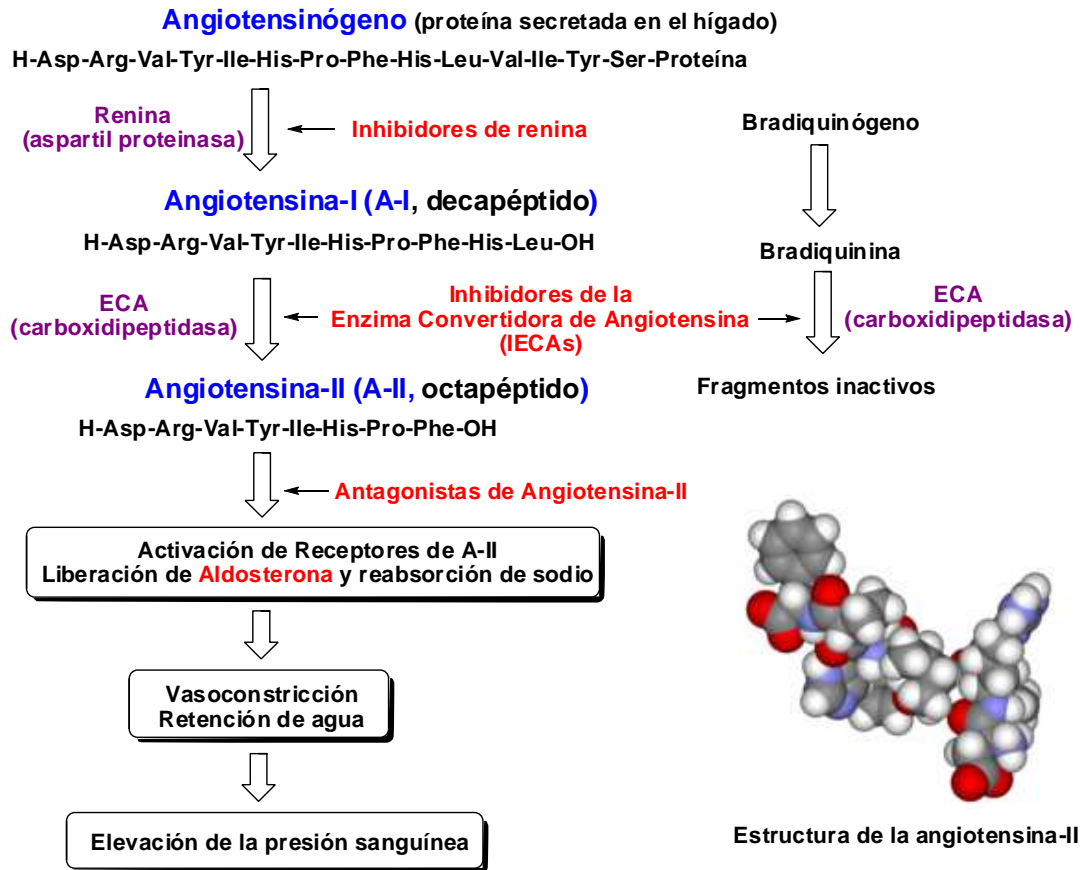 Angiotensinógeno (proteína secretada en el hígado)
H-Asp-Arg-Val-Tyr-Ile-His-Pro-Phe-His-Leu-Val-Ile-Tyr-Ser-Proteína
Renina
(aspartil proteinasa)
Inhibidores de renina
Bradiquinógeno
Angiotensina-I (A-I, decapéptido)
H-Asp-Arg-Val-Tyr-Ile-His-Pro-Phe-His-Leu-OH
Bradiquinina
ECA
(carboxidipeptidasa)
Inhibidores de la
Enzima Convertidora de Angiotensina
(IECAs)
ECA
(carboxidipeptidasa)
Angiotensina-II (A-II, octapéptido)
Fragmentos inactivos
H-Asp-Arg-Val-Tyr-Ile-His-Pro-Phe-OH
Antagonistas de Angiotensina-II
Activación de Receptores de A-II
Liberación de Aldosterona y reabsorción de sodio
Vasoconstricción
Retención de agua
Elevación de la presión sanguínea
Estructura de la angiotensina-II